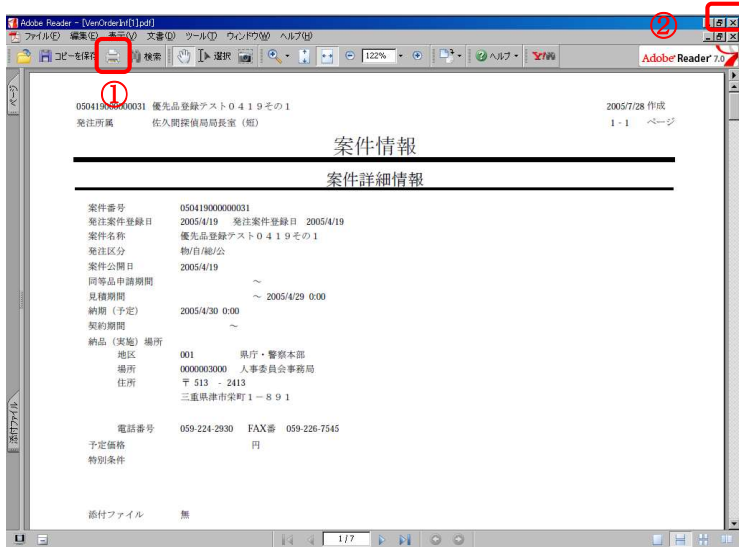 Adobe Reader - [VenOrderInf[1].pdf]
②
ファイル(F) 編集(E) 表示(V) 文書(D) ツール(T) ウィンドウ(W) ヘルプ(H)
コピーを保存 検索 選択 122% ヘルプ Y! Adobe Reader 7.0
①
ページ
050419000000031 優先品登録テスト0419その1 2005/7/28 作成
発注所属 佐久間探偵局局長室(短) 1 - 1 ページ
案件情報
案件詳細情報
案件番号 050419000000031
発注案件登録日 2005/4/19 発注案件登録日 2005/4/19
案件名称 優先品登録テスト0419その1
発注区分 物/自/総/公
案件公開日 2005/4/19
同等品申請期間 ~
見積期間 ~ 2005/4/29 0:00
納期(予定) 2005/4/30 0:00
契約期間 ~
納品(実施)場所
地区 001 県庁・警察本部
場所 0000003000 人事委員会事務局
住所 〒 513 - 2413
三重県津市栄町1-891
電話番号 059-224-2930 FAX番 059-226-7545
予定価格 円
特別条件
添付ファイル
添付ファイル 無
1/7